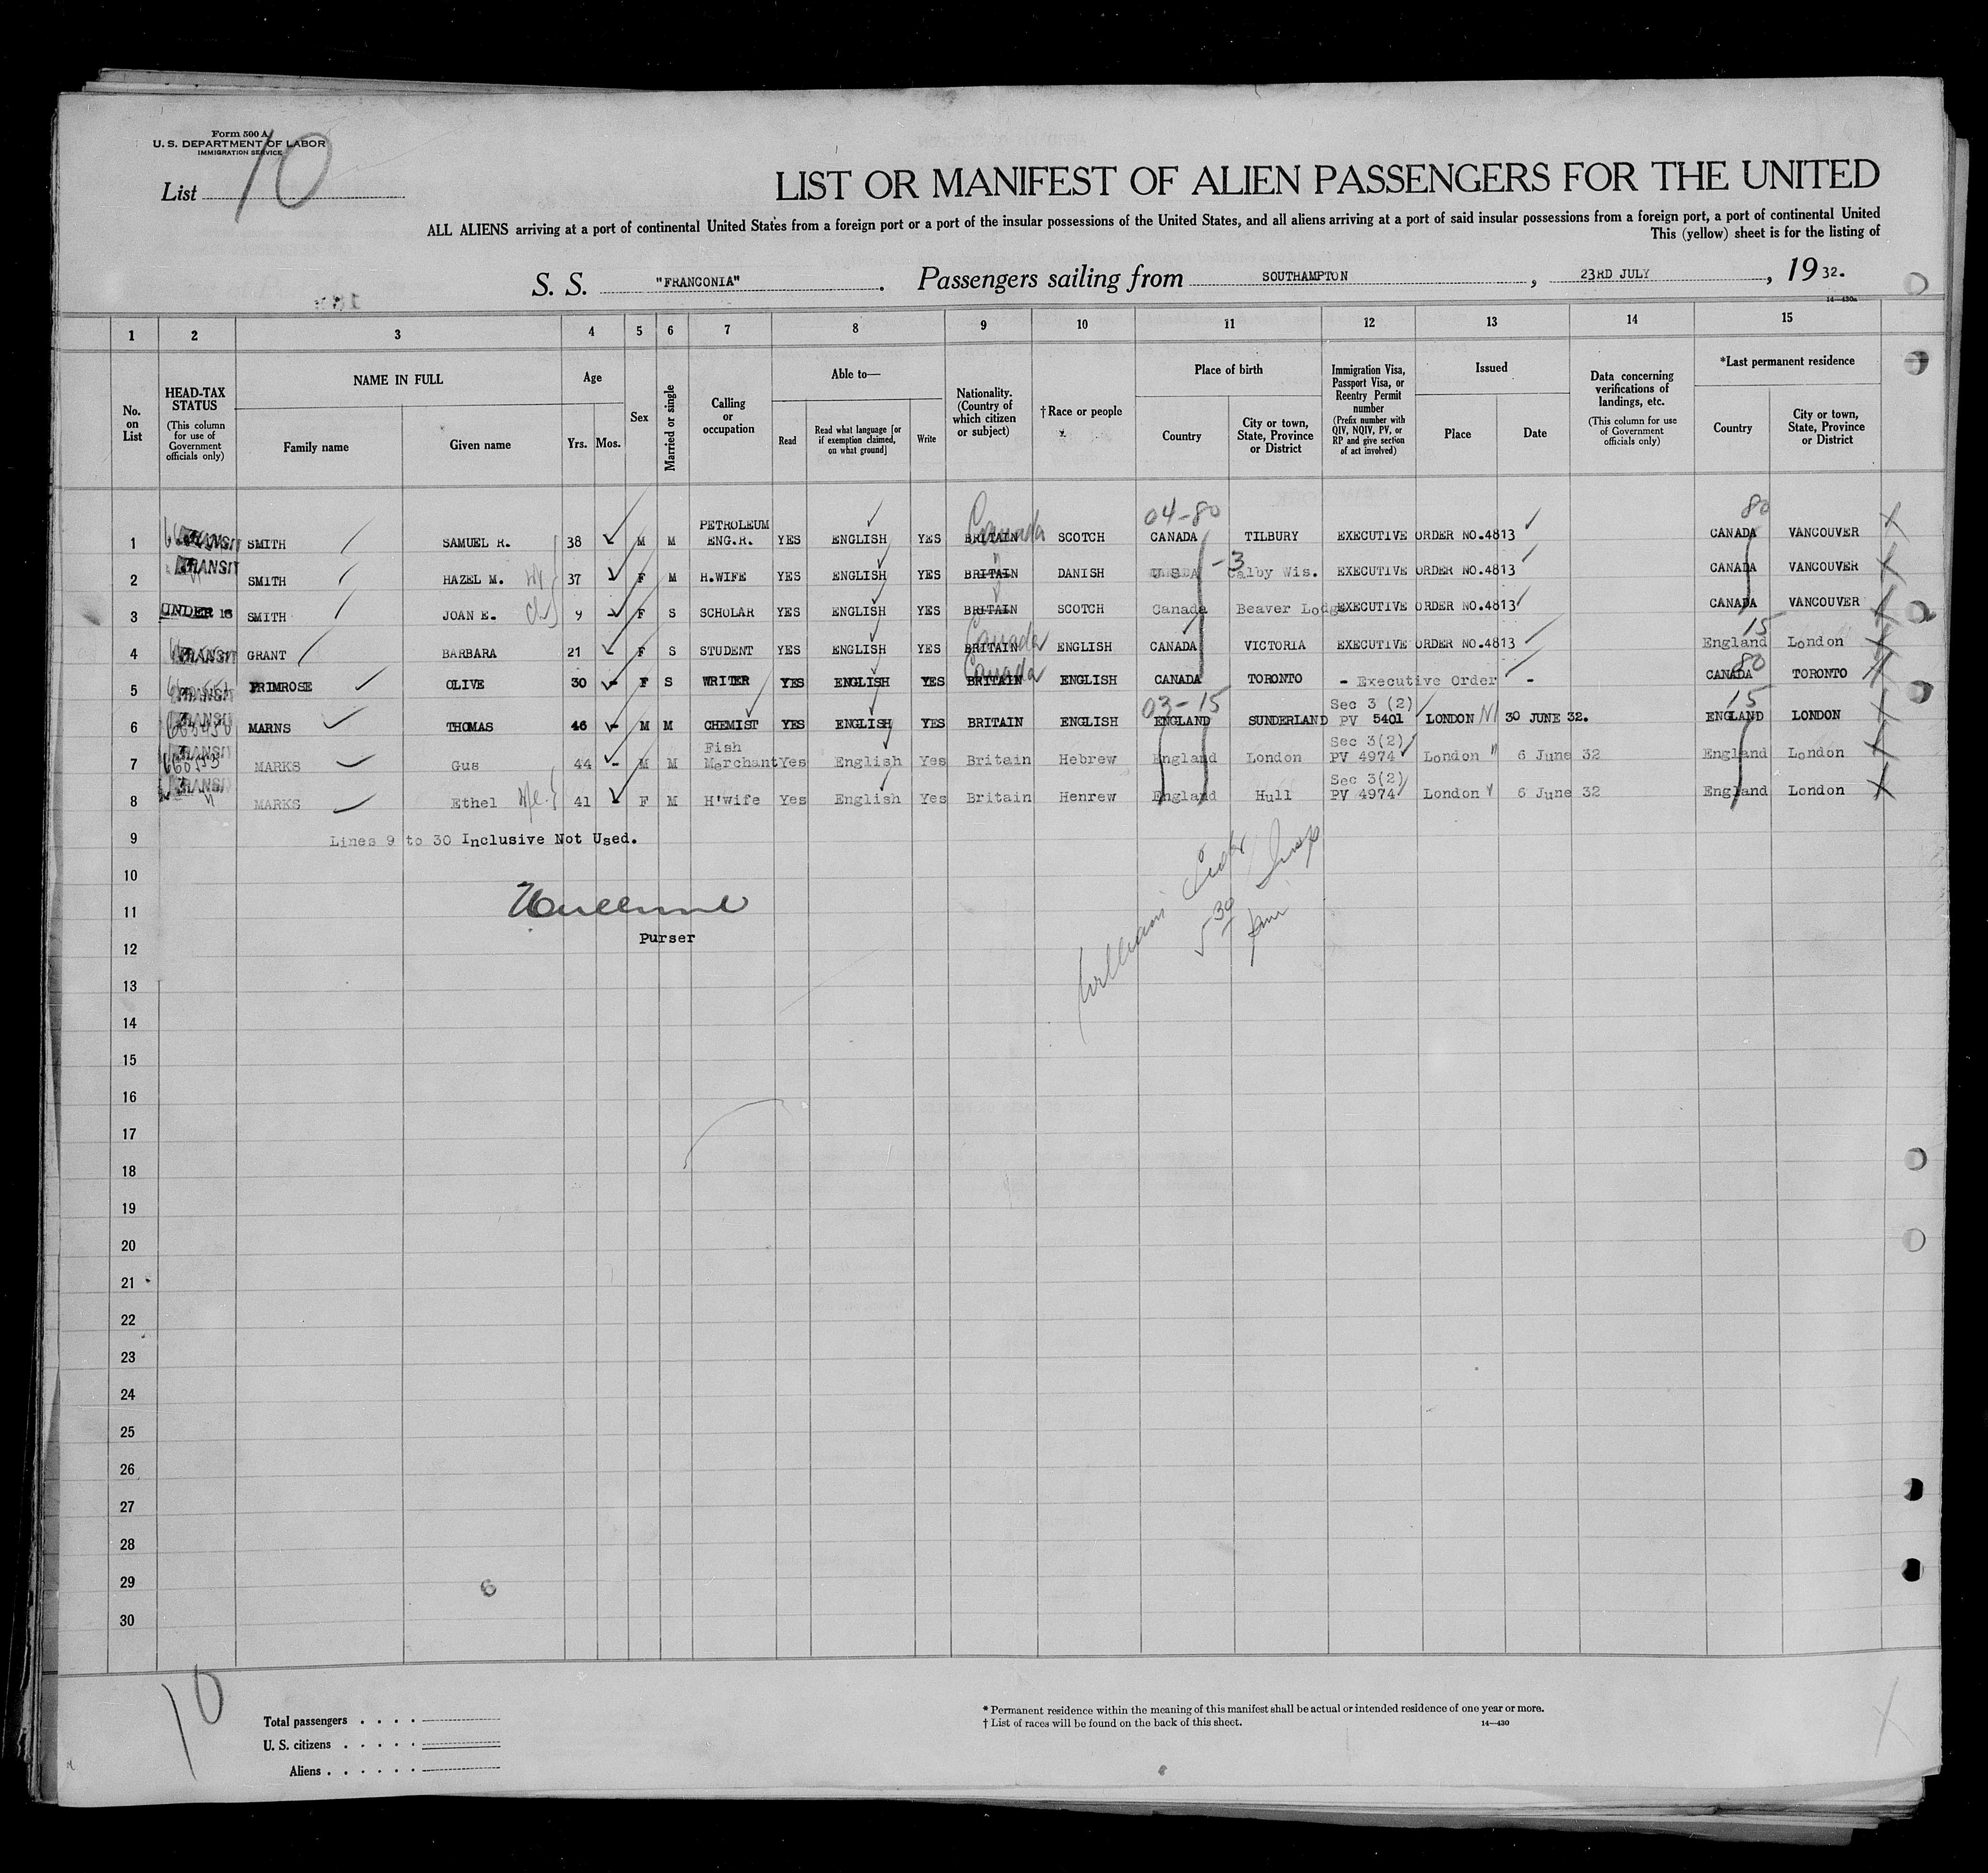 Form 500 A
U. S. DEPARTMENT OF LABOR
IMMIGRATION SERVICE
List 10
LIST OR MANIFEST OF ALIEN PASSENGERS FOR THE UNITED
ALL ALIENS arriving at a port of continental United States from a foreign port or a port of the insular possessions of the United States, and all aliens arriving at a port of said insular possessions from a foreign port, a port of continental United
This (yellow) sheet is for the listing of
S. S. "FRANCONIA". Passengers sailing from SOUTHAMPTON, 23RD JULY, 19 32.
14—430a
1 2 3 4 5 6 7 8 9 10 11 12 13 14 15
No. on List
HEAD-TAX STATUS (This column for use of Government officials only)
NAME IN FULL Family name Given name
Age Yrs. Mos.
Sex
Married or single
Calling or occupation
Able to— Read Read what language [or if exemption claimed, on what ground] Write
Nationality. (Country of which citizen or subject)
†Race or people
Place of birth Country City or town, State, Province or District
Immigration Visa, Passport Visa, or Reentry Permit number (Prefix number with QIV, NQIV, PV, or RP and give section of act involved)
Issued Place Date
Data concerning verifications of landings, etc. (This column for use of Government officials only)
*Last permanent residence Country City or town, State, Province or District
PETROLEUM Canada 04-80 80
1 TRANSIT SMITH SAMUEL R. 38 M M ENG.R. YES ENGLISH YES BRITAIN SCOTCH CANADA TILBURY EXECUTIVE ORDER NO.4813 CANADA VANCOUVER
2 TRANSIT SMITH HAZEL M. 37 F M H.WIFE YES ENGLISH YES BRITAIN DANISH U S A -3 Calby Wis. EXECUTIVE ORDER NO.4813 CANADA VANCOUVER
3 UNDER 16 SMITH JOAN E. 9 F S SCHOLAR YES ENGLISH YES BRITAIN SCOTCH Canada Beaver Lodge EXECUTIVE ORDER NO.4813 CANADA VANCOUVER
Canada 15
4 TRANSIT GRANT BARBARA 21 F S STUDENT YES ENGLISH YES BRITAIN ENGLISH CANADA VICTORIA EXECUTIVE ORDER NO.4813 England London
Canada 80
5 TRANSIT PRIMROSE OLIVE 30 F S WRITER YES ENGLISH YES BRITAIN ENGLISH CANADA TORONTO - Executive Order - CANADA TORONTO
03-15 Sec 3 (2) 15
6 TRANSIT MARNS THOMAS 46 M M CHEMIST YES ENGLISH YES BRITAIN ENGLISH ENGLAND SUNDERLAND PV 5401 LONDON 30 JUNE 32. ENGLAND LONDON
Fish Sec 3(2)
7 TRANSIT MARKS Gus 44 M M Merchant Yes English Yes Britain Hebrew England London PV 4974 London 6 June 32 England London
Sec 3(2)
8 TRANSIT MARKS Ethel 41 F M H'wife Yes English Yes Britain Henrew England Hull PV 4974 London 6 June 32 England London
9 Lines 9 to 30 Inclusive Not Used.
10
11
12 Purser
13
14
15
16
17
18
19
20
21
22
23
24
25
26
27
28
29
30
10
Total passengers
U. S. citizens
Aliens
* Permanent residence within the meaning of this manifest shall be actual or intended residence of one year or more.
† List of races will be found on the back of this sheet. 14—430